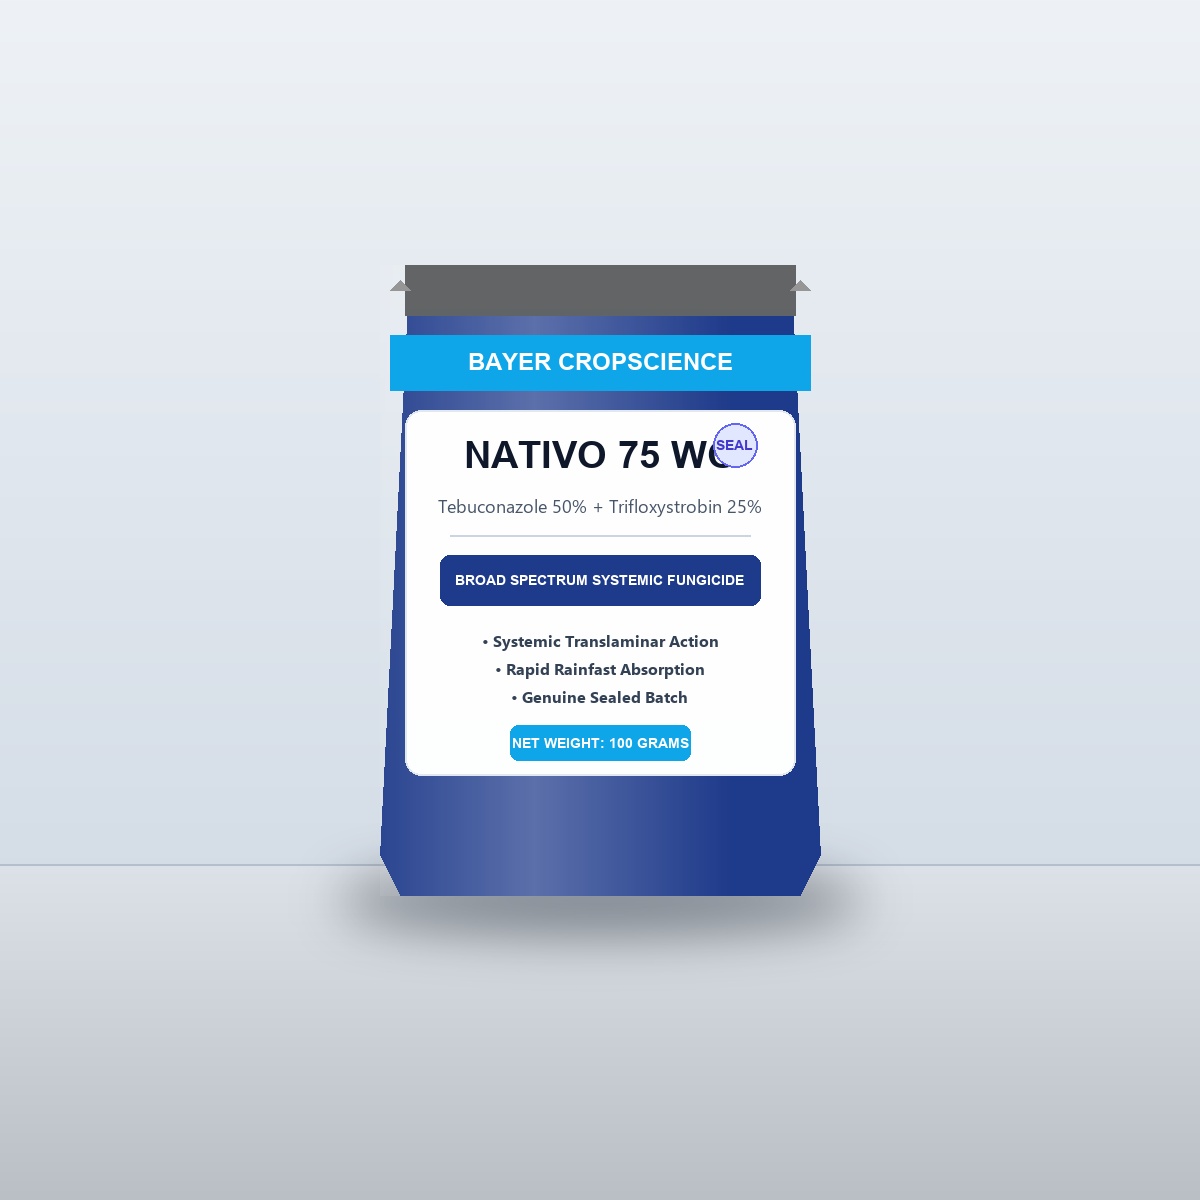 BAYER CROPSCIENCE
NATIVO 75
SEAL
Tebuconazole 50% + Trifloxystrobin 25%
BROAD SPECTRUM SYSTEMIC FUNGICIDE
• Systemic Translaminar Action
• Rapid Rainfast Absorption
• Genuine Sealed Batch
NET WEIGHT: 100 GRAMS